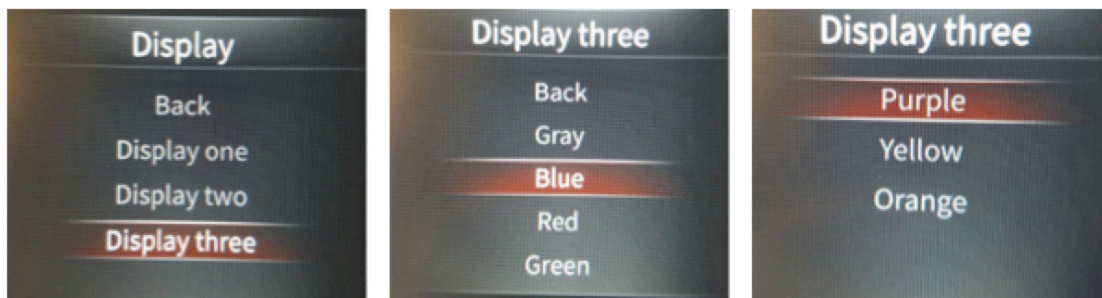 Display
Back
Display one
Display two
Display three
Display three
Back
Gray
Blue
Red
Green
Display three
Purple
Yellow
Orange